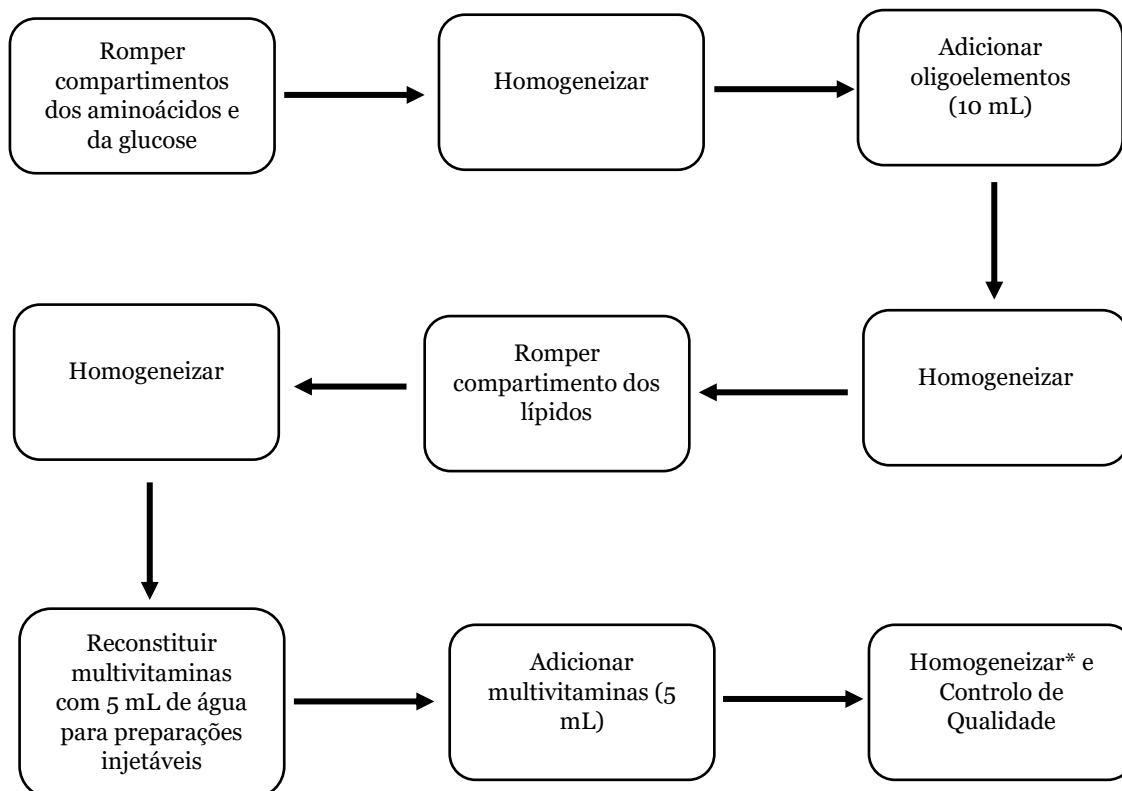 Romper
compartimentos
dos aminoácidos e
da glucose
Homogeneizar
Adicionar
oligoelementos
(10 mL)
Homogeneizar
Romper
compartimento dos
lípidos
Homogeneizar
Reconstituir
multivitaminas
com 5 mL de água
para preparações
injetáveis
Adicionar
multivitaminas (5
mL)
Homogeneizar* e
Controlo de
Qualidade